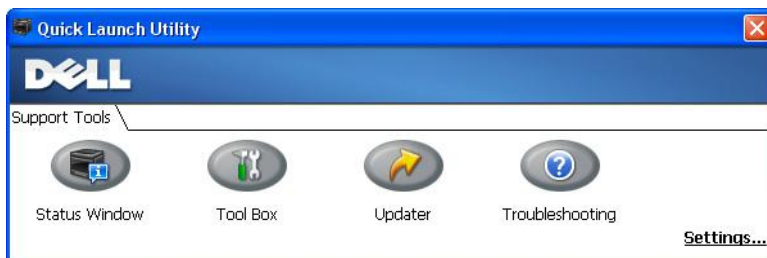 Quick Launch Utility
DELL
Support Tools
Status Window
Tool Box
Updater
Troubleshooting
Settings...